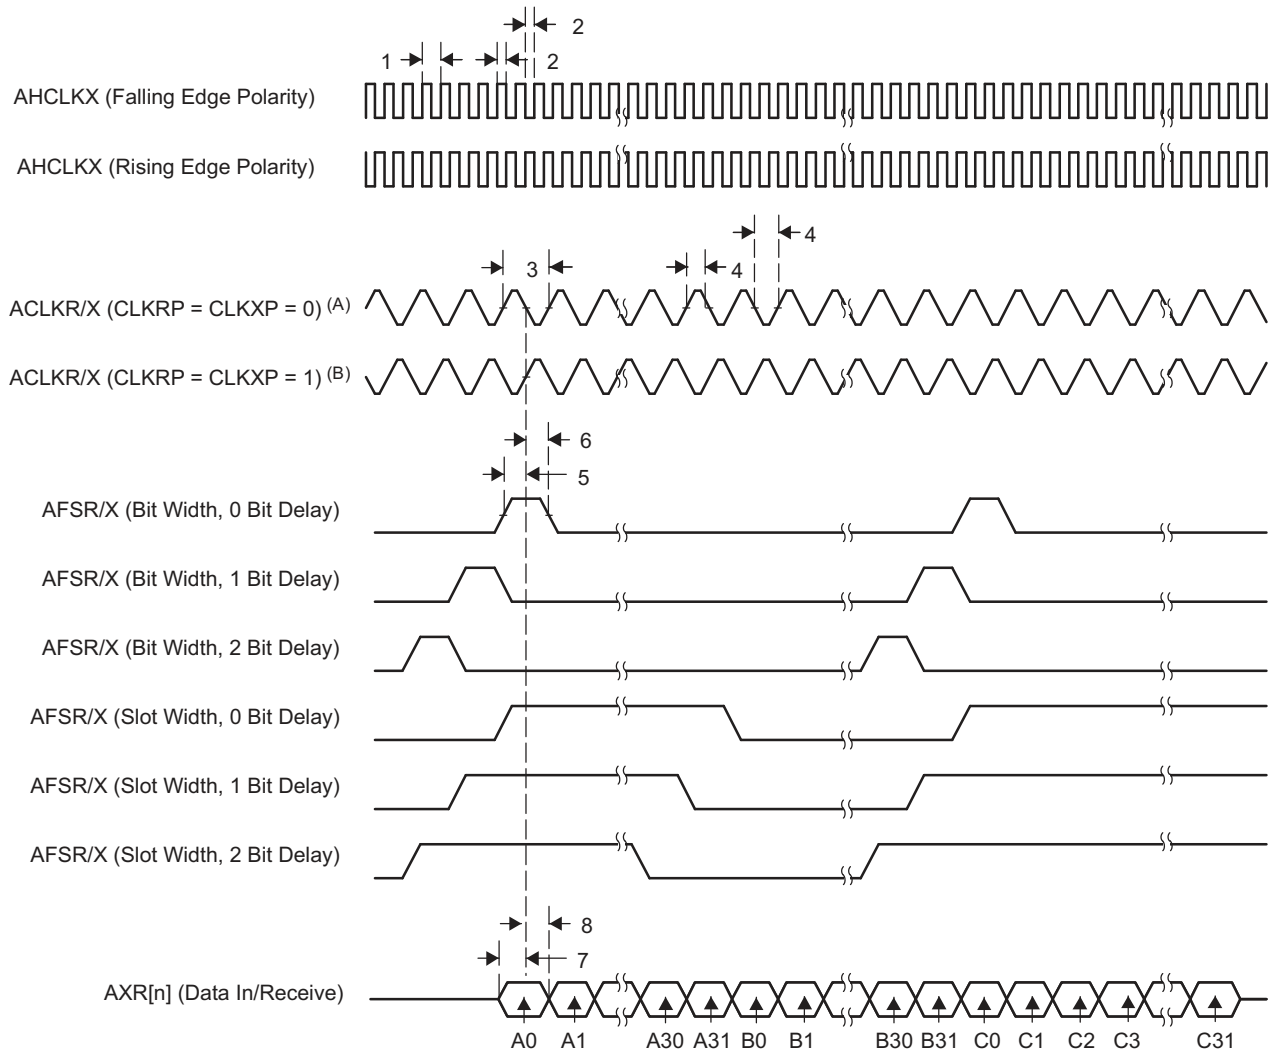 2
1
2
AHCLKX (Falling Edge Polarity)
AHCLKX (Rising Edge Polarity)
4
3
4
ACLKR/X (CLKRP = CLKXP = 0) (A)
ACLKR/X (CLKRP = CLKXP = 1) (B)
6
5
AFSR/X (Bit Width, 0 Bit Delay)
AFSR/X (Bit Width, 1 Bit Delay)
AFSR/X (Bit Width, 2 Bit Delay)
AFSR/X (Slot Width, 0 Bit Delay)
AFSR/X (Slot Width, 1 Bit Delay)
AFSR/X (Slot Width, 2 Bit Delay)
8
7
AXR[n] (Data In/Receive)
A0 A1 A30 A31 B0 B1 B30 B31 C0 C1 C2 C3 C31